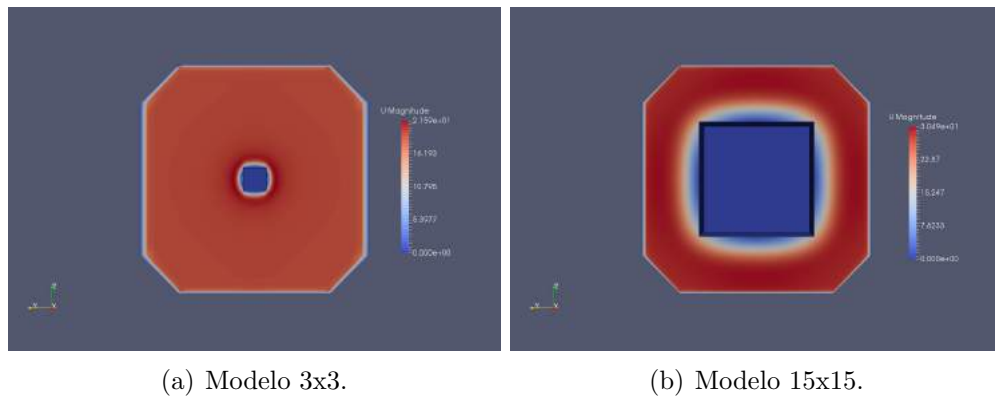 U Magnitude
2.159e+01
16.193
10.795
5.3977
0.000e+00
U Magnitude
3.049e+01
22.87
15.247
7.6233
0.000e+00
(a) Modelo 3x3.
(b) Modelo 15x15.